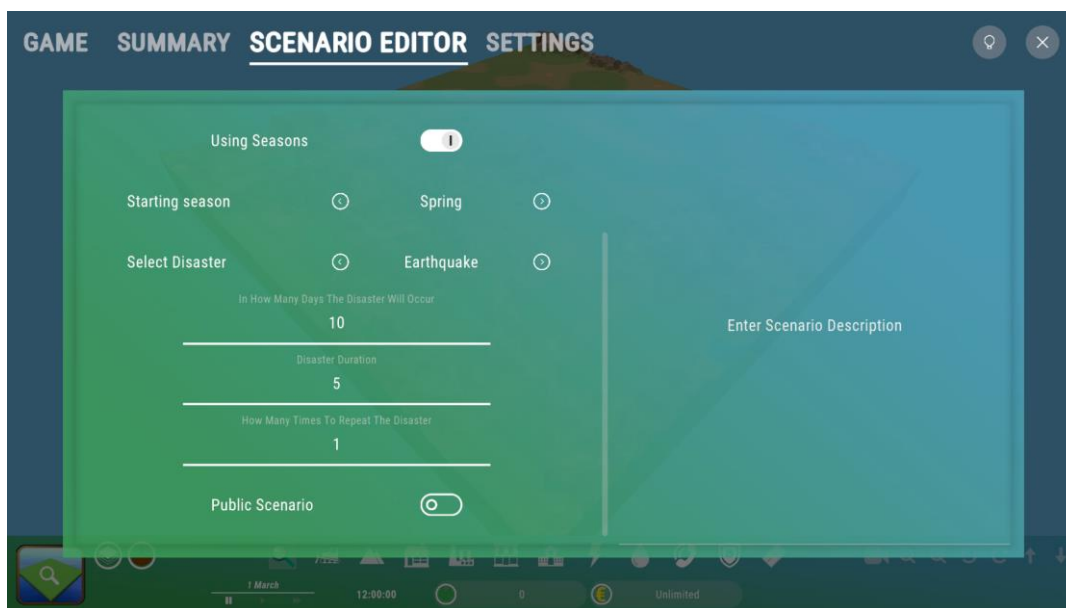 GAME SUMMARY SCENARIO EDITOR SETTINGS
Using Seasons
Starting season Spring
Select Disaster Earthquake
In How Many Days The Disaster Will Occur
10
Disaster Duration
5
How Many Times To Repeat The Disaster
1
Public Scenario
Enter Scenario Description
1 March
12:00:00 0 Unlimited